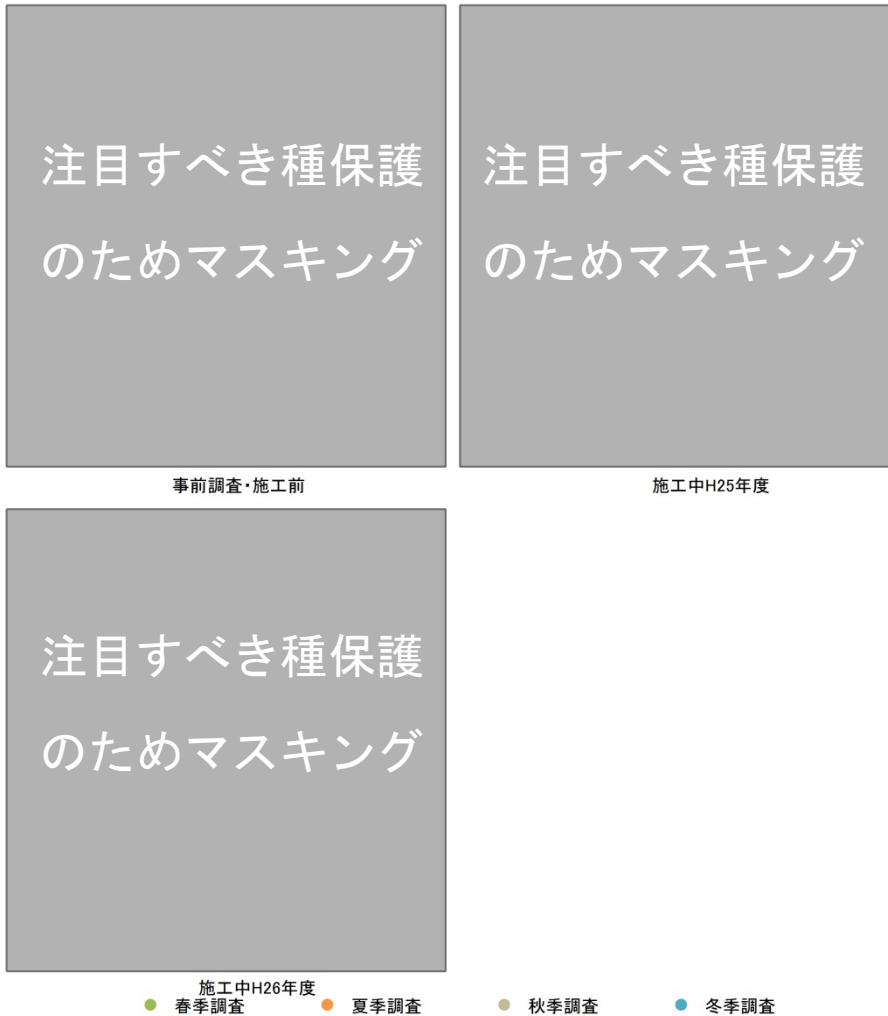 注目すべき種保護
のためマスキング
注目すべき種保護
のためマスキング
事前調査・施工前
施工中H25年度
注目すべき種保護
のためマスキング
施工中H26年度
春季調査
夏季調査
秋季調査
冬季調査